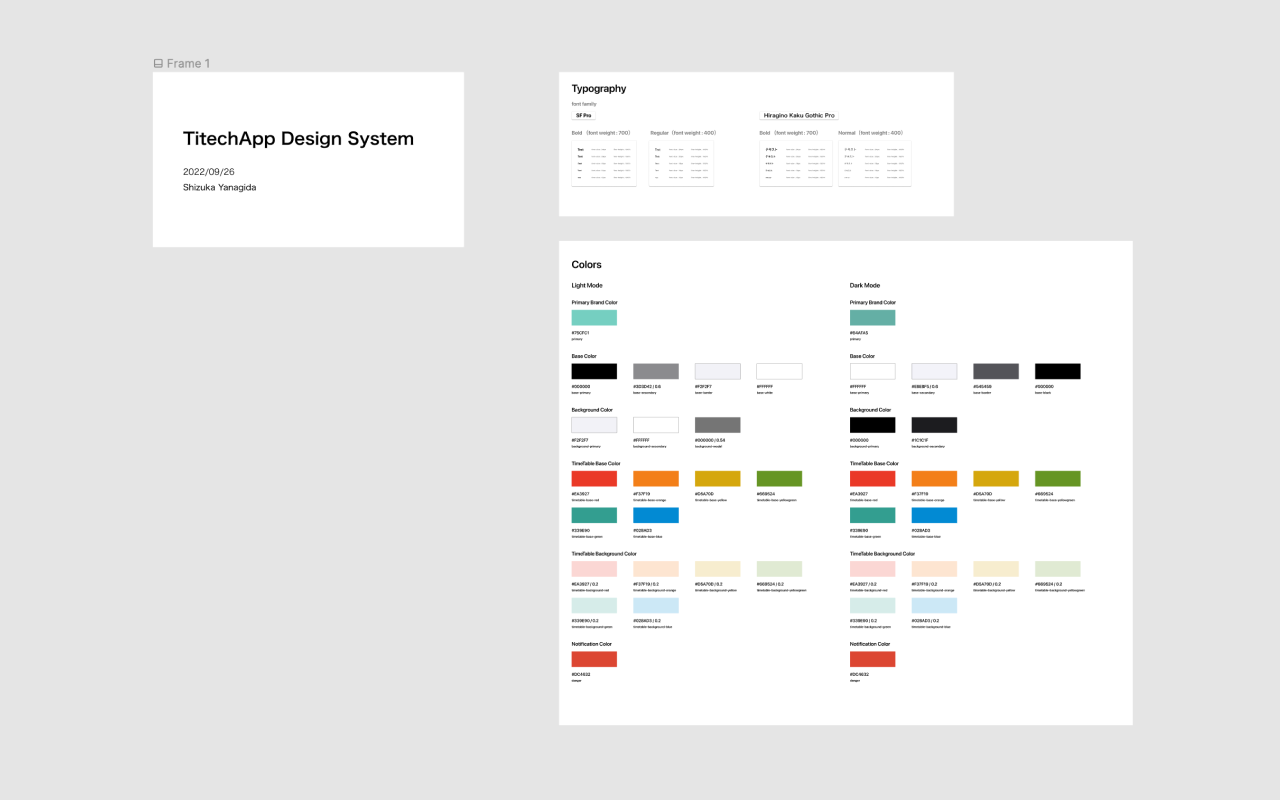 Frame 1
TitechApp Design System
2022/09/26
Shizuka Yanagida
Typography
font family
SF Pro
Hiragino Kaku Gothic Pro
Bold （font weight : 700） Regular （font weight : 400） Bold （font weight : 700） Normal （font weight : 400）
Colors
Light Mode
Primary Brand Color
primary
Base Color
#000000 #3D3D42 / 0.6 #F2F2F7 #FFFFFF
base-primary base-secondary base-border base-white
Background Color
#F2F2F7 #FFFFFF #000000 / 0.54
background-primary background-secondary background-modal
TimeTable Base Color
#EA3927 #F37F19 #D5A70D #669524
timetable-base-red timetable-base-orange timetable-base-yellow timetable-base-yellowgreen
#339E90 #028AD3
timetable-base-green timetable-base-blue
TimeTable Background Color
#EA3927 / 0.2 #F37F19 / 0.2 #D5A70D / 0.2 #669524 / 0.2
timetable-background-red timetable-background-orange timetable-background-yellow timetable-background-yellowgreen
#339E90 / 0.2 #028AD3 / 0.2
timetable-background-green timetable-background-blue
Notification Color
#DC4632
danger
Dark Mode
Primary Brand Color
primary
Base Color
#FFFFFF #545459 #000000
base-primary base-secondary base-border base-black
Background Color
#000000 #1C1C1F
background-primary background-secondary
TimeTable Base Color
#EA3927 #F37F19 #D5A70D #669524
timetable-base-red timetable-base-orange timetable-base-yellow timetable-base-yellowgreen
#339E90 #028AD3
timetable-base-green timetable-base-blue
TimeTable Background Color
#EA3927 / 0.2 #F37F19 / 0.2 #D5A70D / 0.2 #669524 / 0.2
timetable-background-red timetable-background-orange timetable-background-yellow timetable-background-yellowgreen
#339E90 / 0.2 #028AD3 / 0.2
timetable-background-green timetable-background-blue
Notification Color
#DC4632
danger